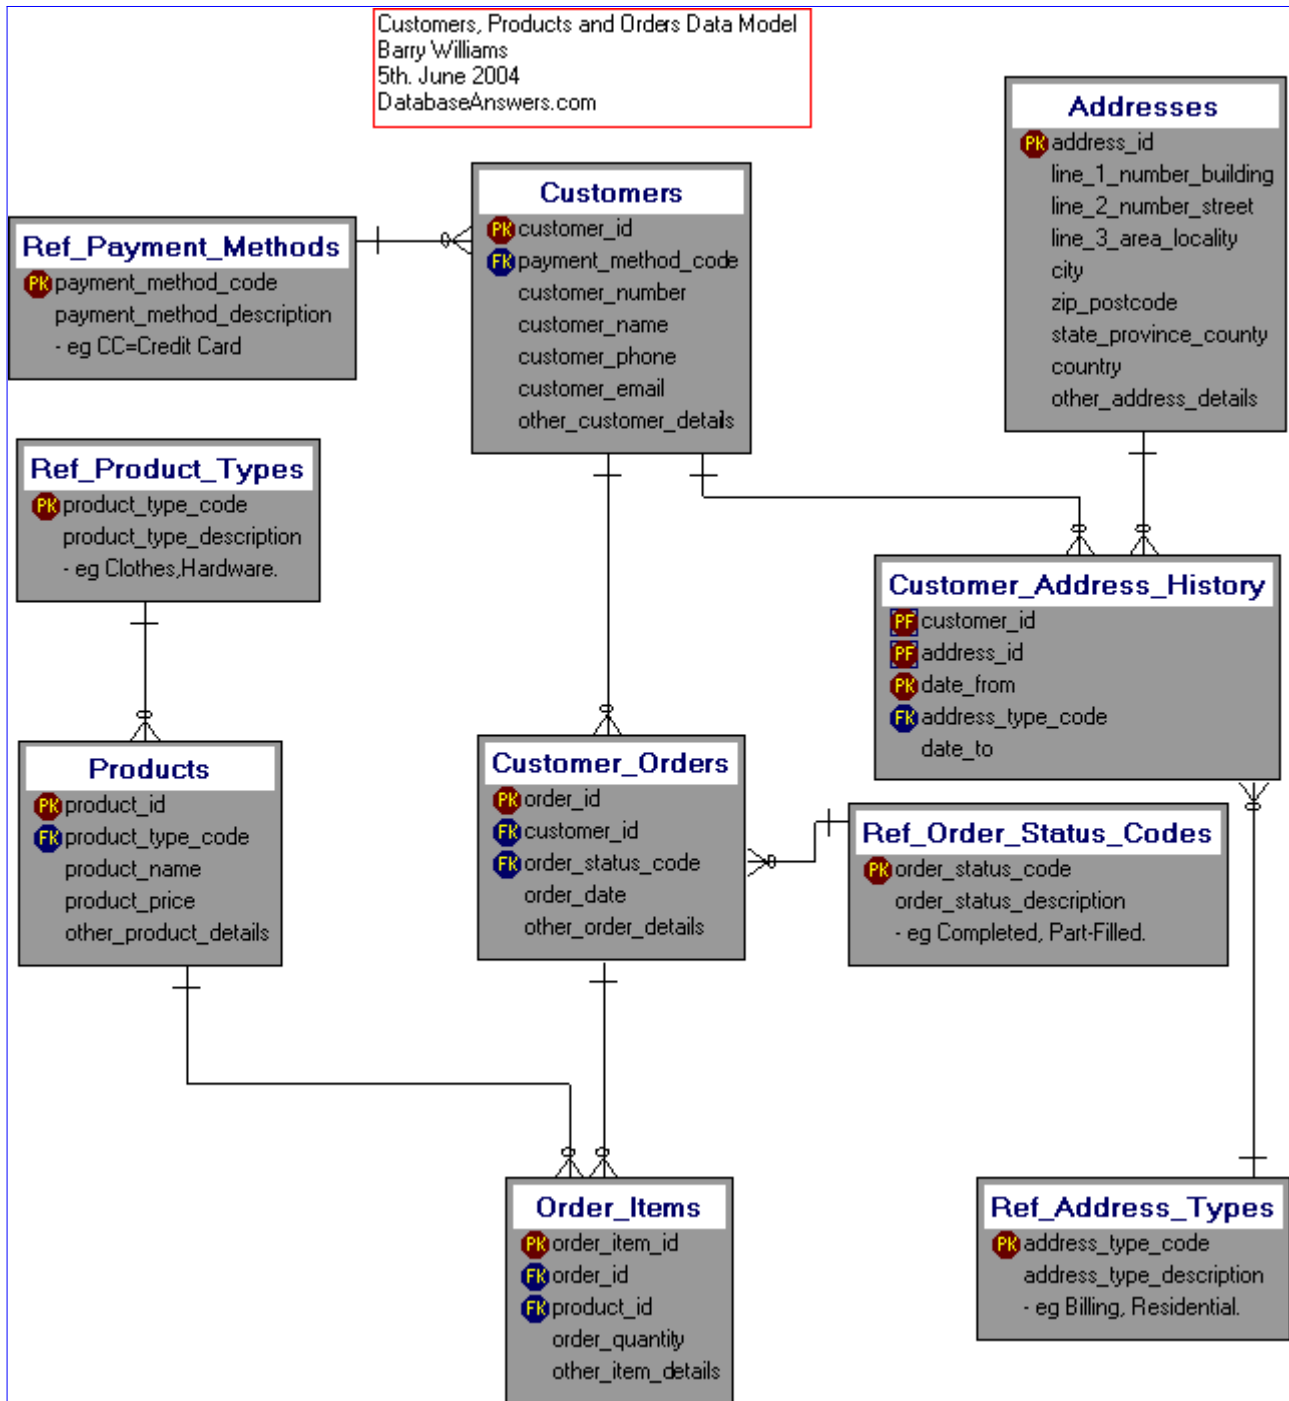 Customers, Products and Orders Data Model
Barry Williams
5th. June 2004
DatabaseAnswers.com
Addresses
PK address_id
line_1_number_building
line_2_number_street
line_3_area_locality
city
zip_postcode
state_province_county
country
other_address_details
Customers
PK customer_id
FK payment_method_code
customer_number
customer_name
customer_phone
customer_email
other_customer_details
Ref_Payment_Methods
PK payment_method_code
payment_method_description
- eg CC=Credit Card
Ref_Product_Types
PK product_type_code
product_type_description
- eg Clothes,Hardware.
Customer_Address_History
PF customer_id
PF address_id
PK date_from
FK address_type_code
date_to
Products
PK product_id
FK product_type_code
product_name
product_price
other_product_details
Customer_Orders
PK order_id
FK customer_id
FK order_status_code
order_date
other_order_details
Ref_Order_Status_Codes
PK order_status_code
order_status_description
- eg Completed, Part-Filled.
Order_Items
PK order_item_id
FK order_id
FK product_id
order_quantity
other_item_details
Ref_Address_Types
PK address_type_code
address_type_description
- eg Billing, Residential.